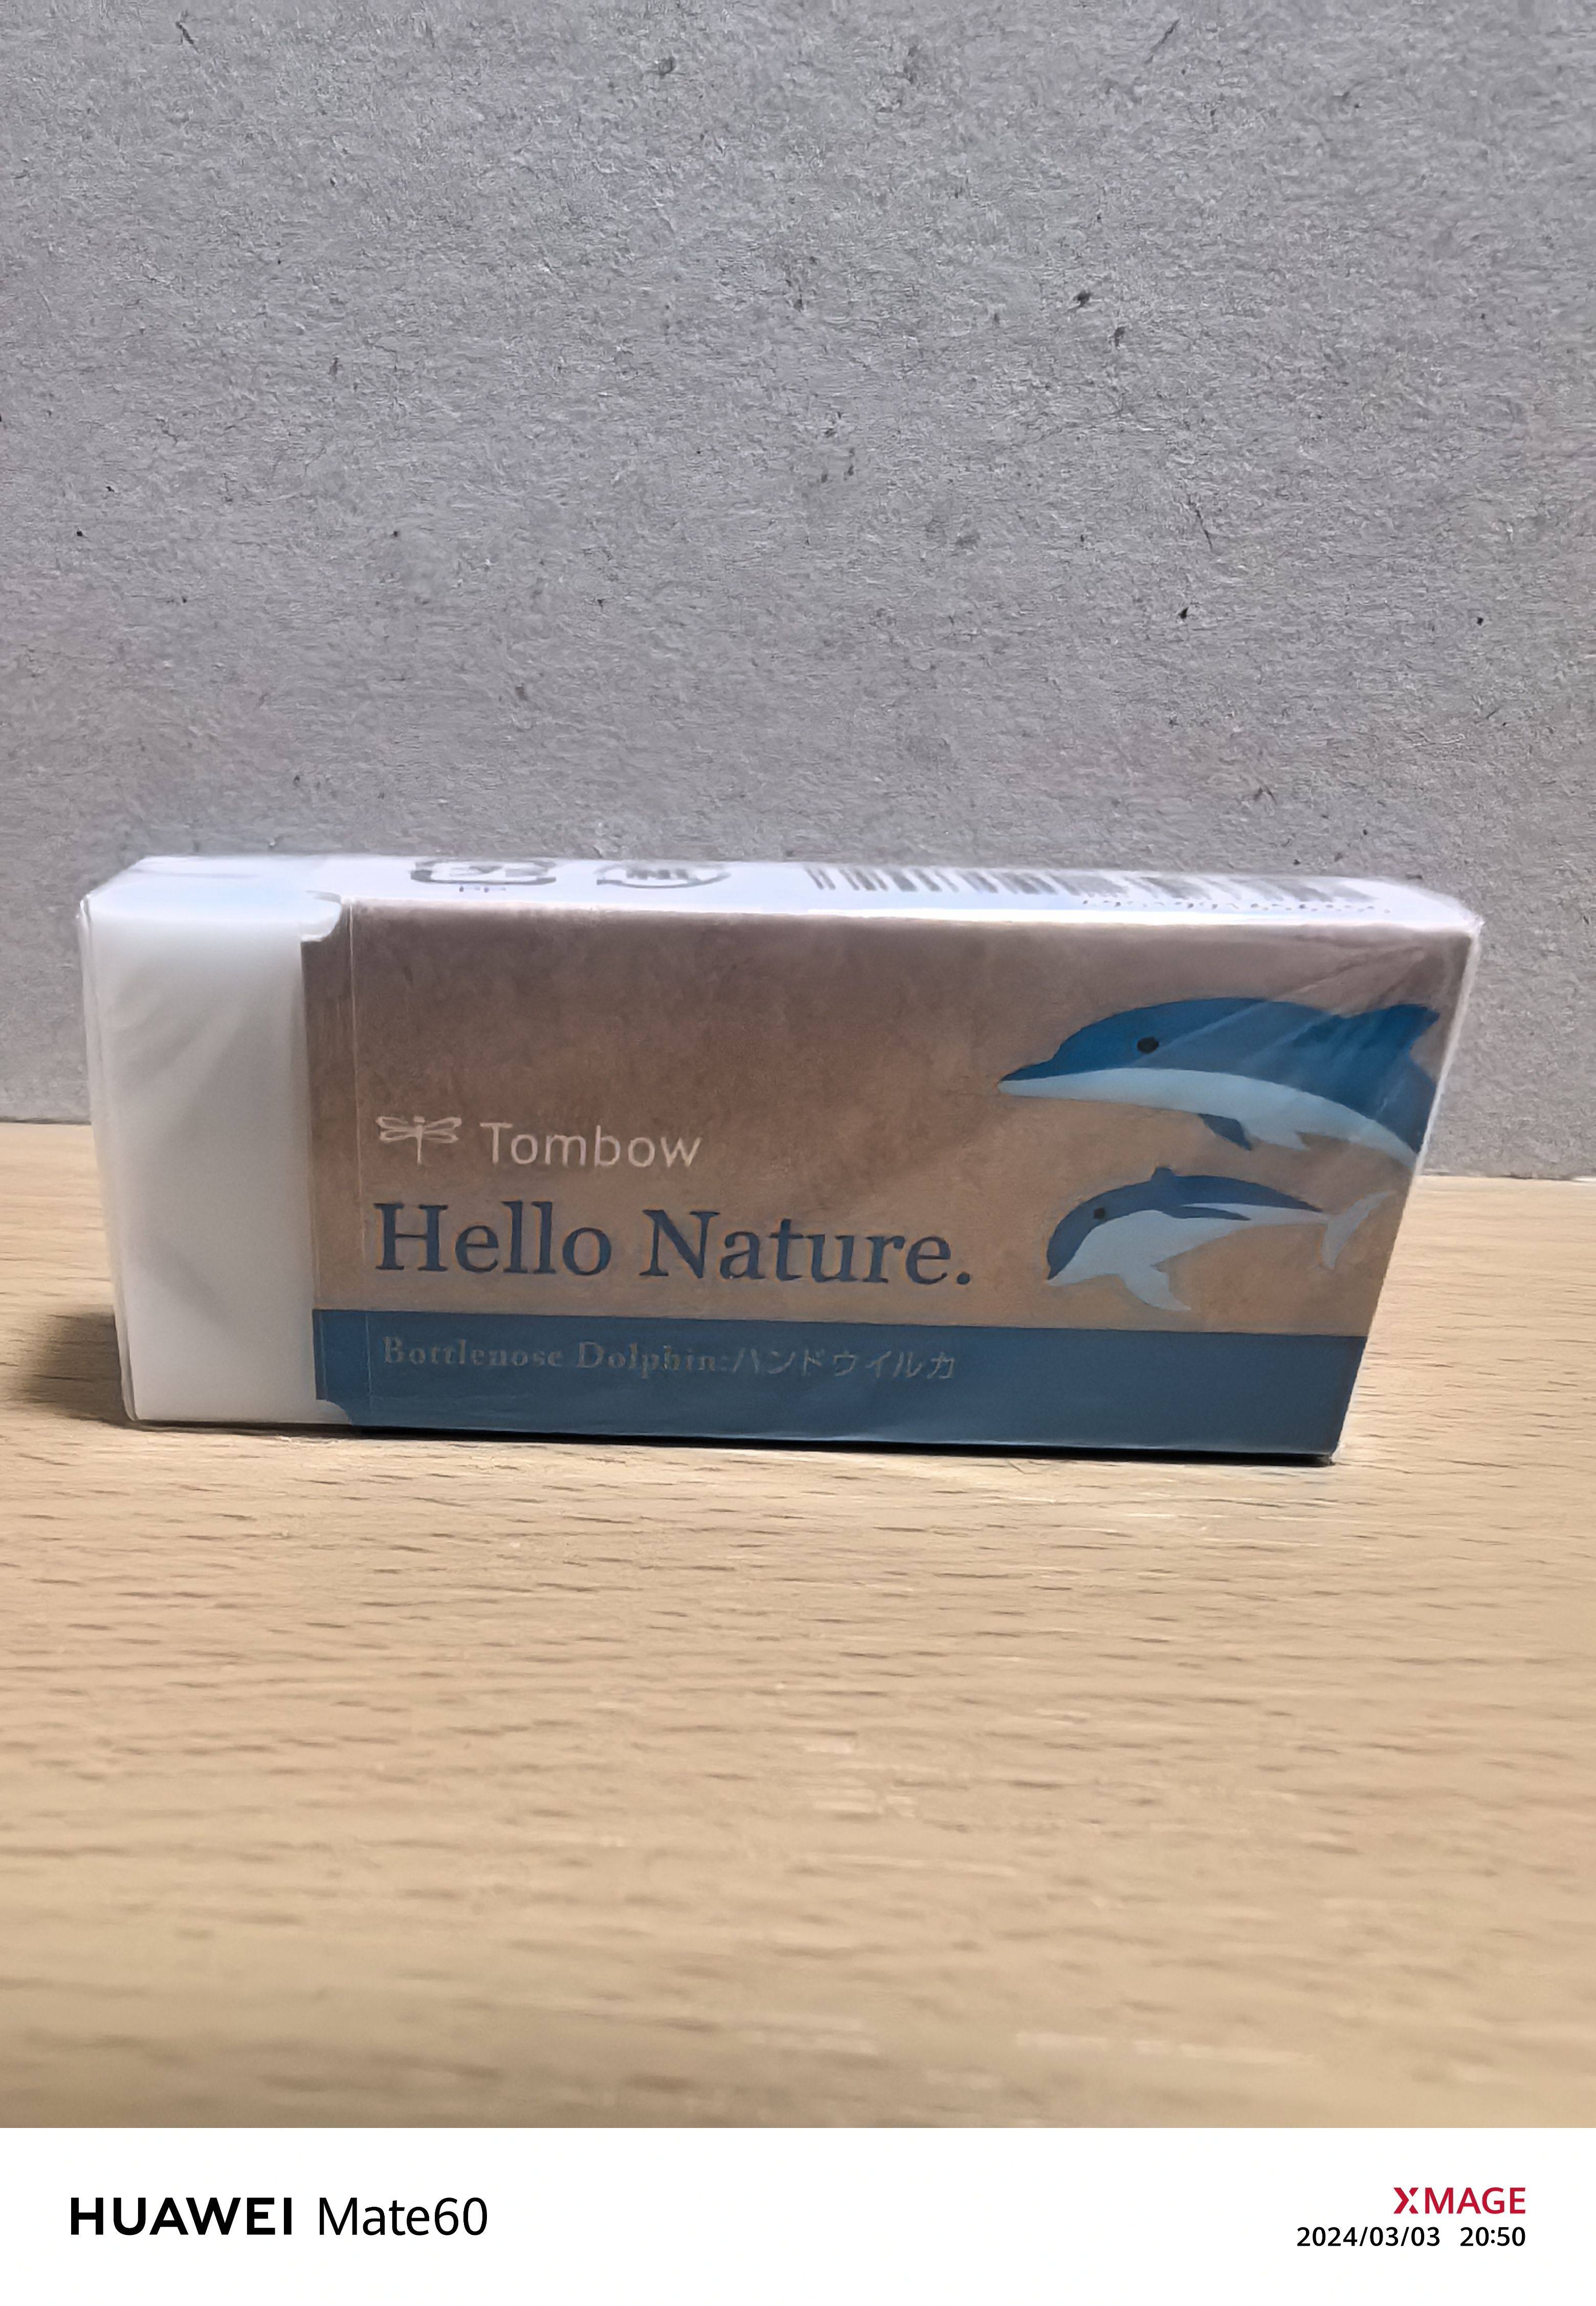 Tombow
Hello Nature.
Bottlenose Dolphin:ハンドウイルカ
HUAWEI Mate60
XMAGE
2024/03/03 20:50